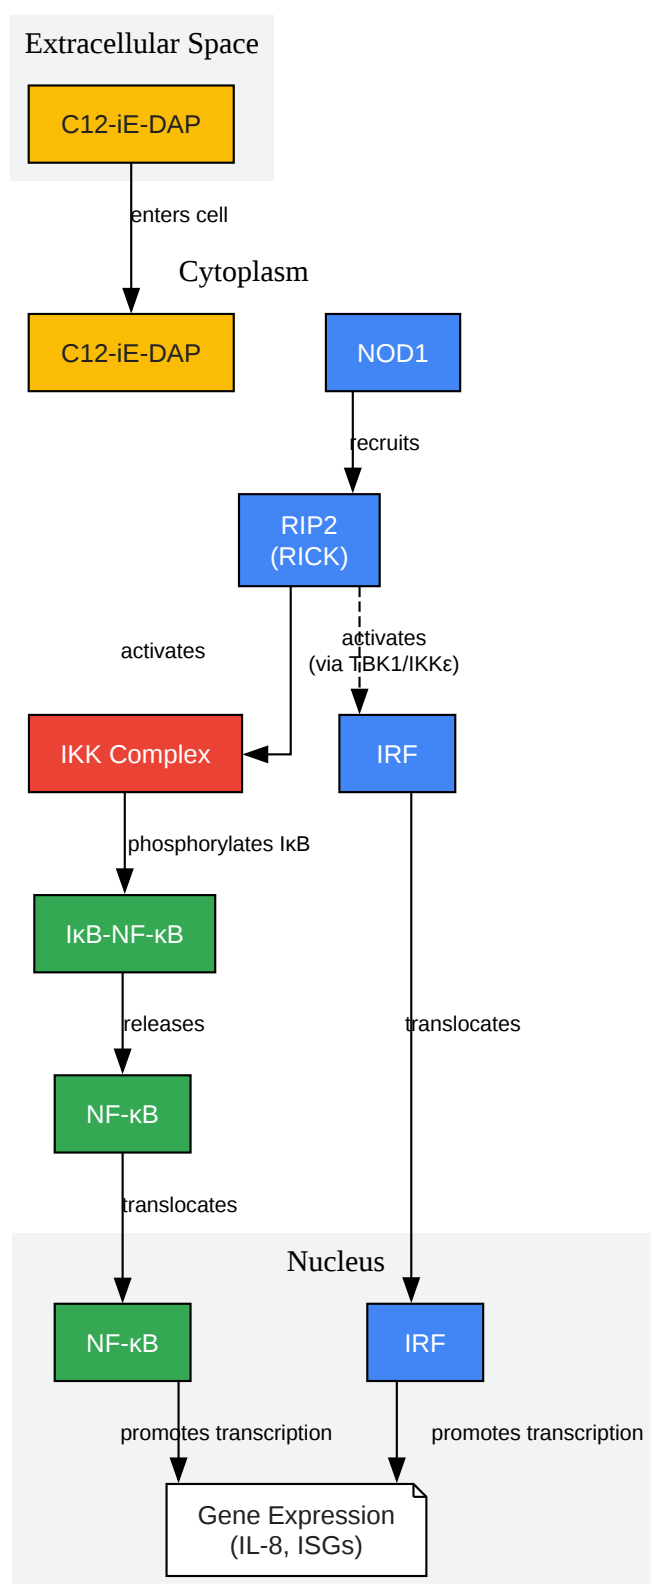 Extracellular Space
C12-iE-DAP
enters cell
Cytoplasm
C12-iE-DAP
NOD1
recruits
RIP2
(RICK)
activates
activates
(via TBK1/IKKε)
IKK Complex
IRF
phosphorylates IκB
IκB-NF-κB
releases
translocates
NF-κB
translocates
Nucleus
NF-κB
IRF
promotes transcription
promotes transcription
Gene Expression
(IL-8, ISGs)